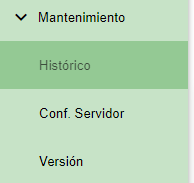 Mantenimiento
Histórico
Conf. Servidor
Versión